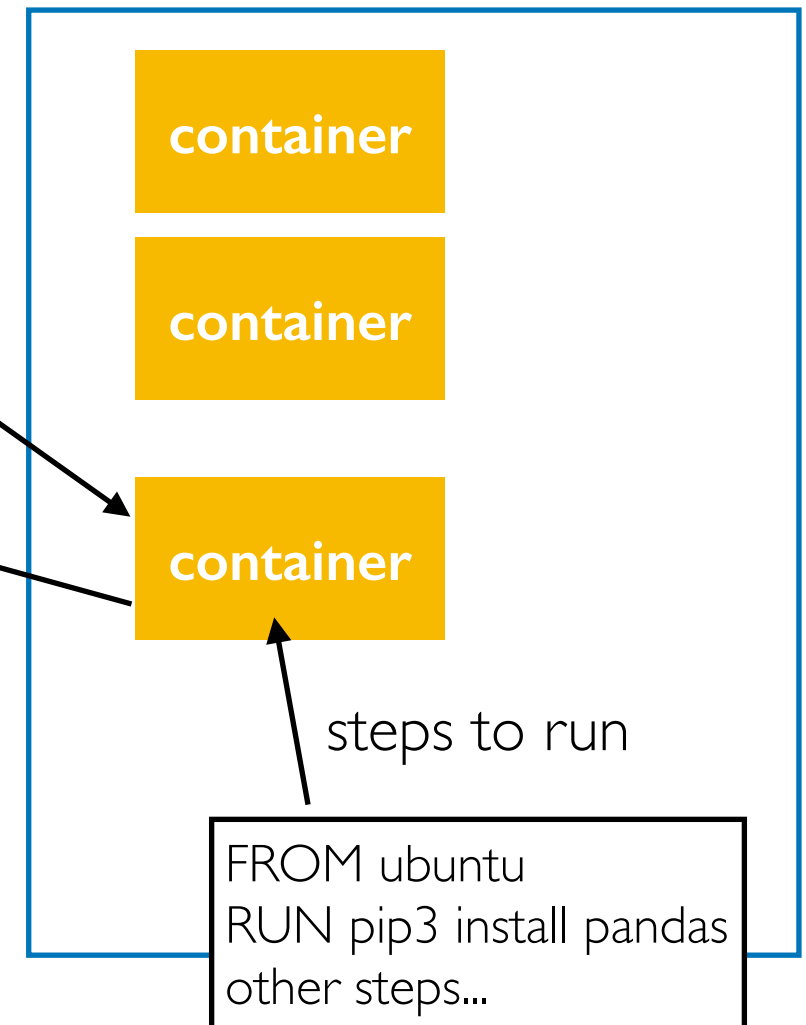 container
container
container
steps to run
FROM ubuntu
RUN pip3 install pandas
other steps...